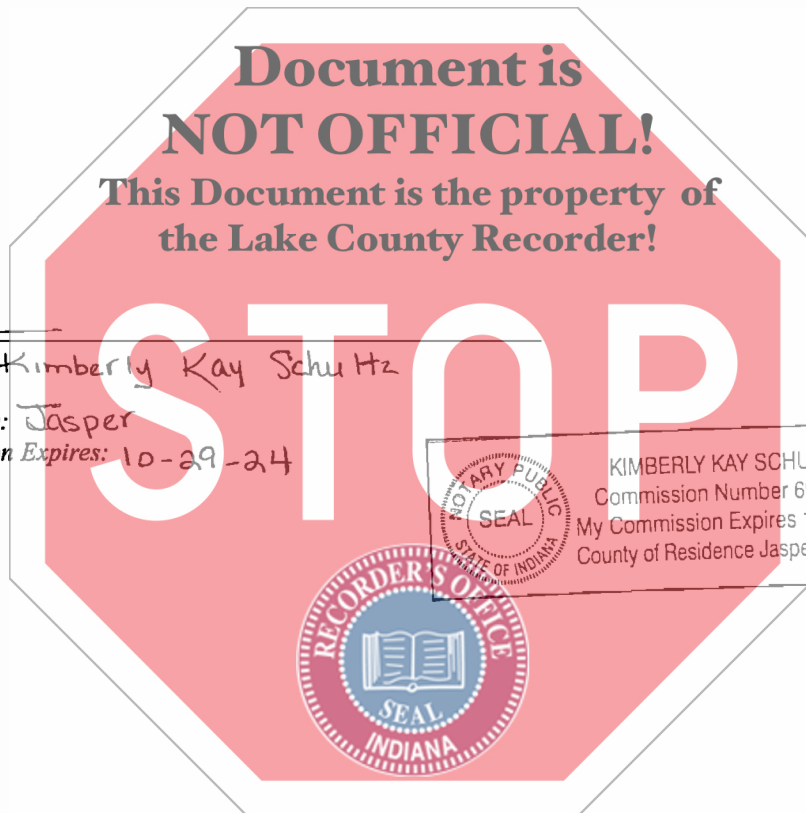 Document is
NOT OFFICIAL!
This Document is the property of
the Lake County Recorder!
STOP
Kimberly Kay Schultz
: Jasper
n Expires: 10-29-24
NOTARY PUBLIC
SEAL
STATE OF INDIANA
KIMBERLY KAY SCHU
Commission Number 6
My Commission Expires 1
County of Residence Jaspe
RECORDER'S OFFICE
SEAL
INDIANA